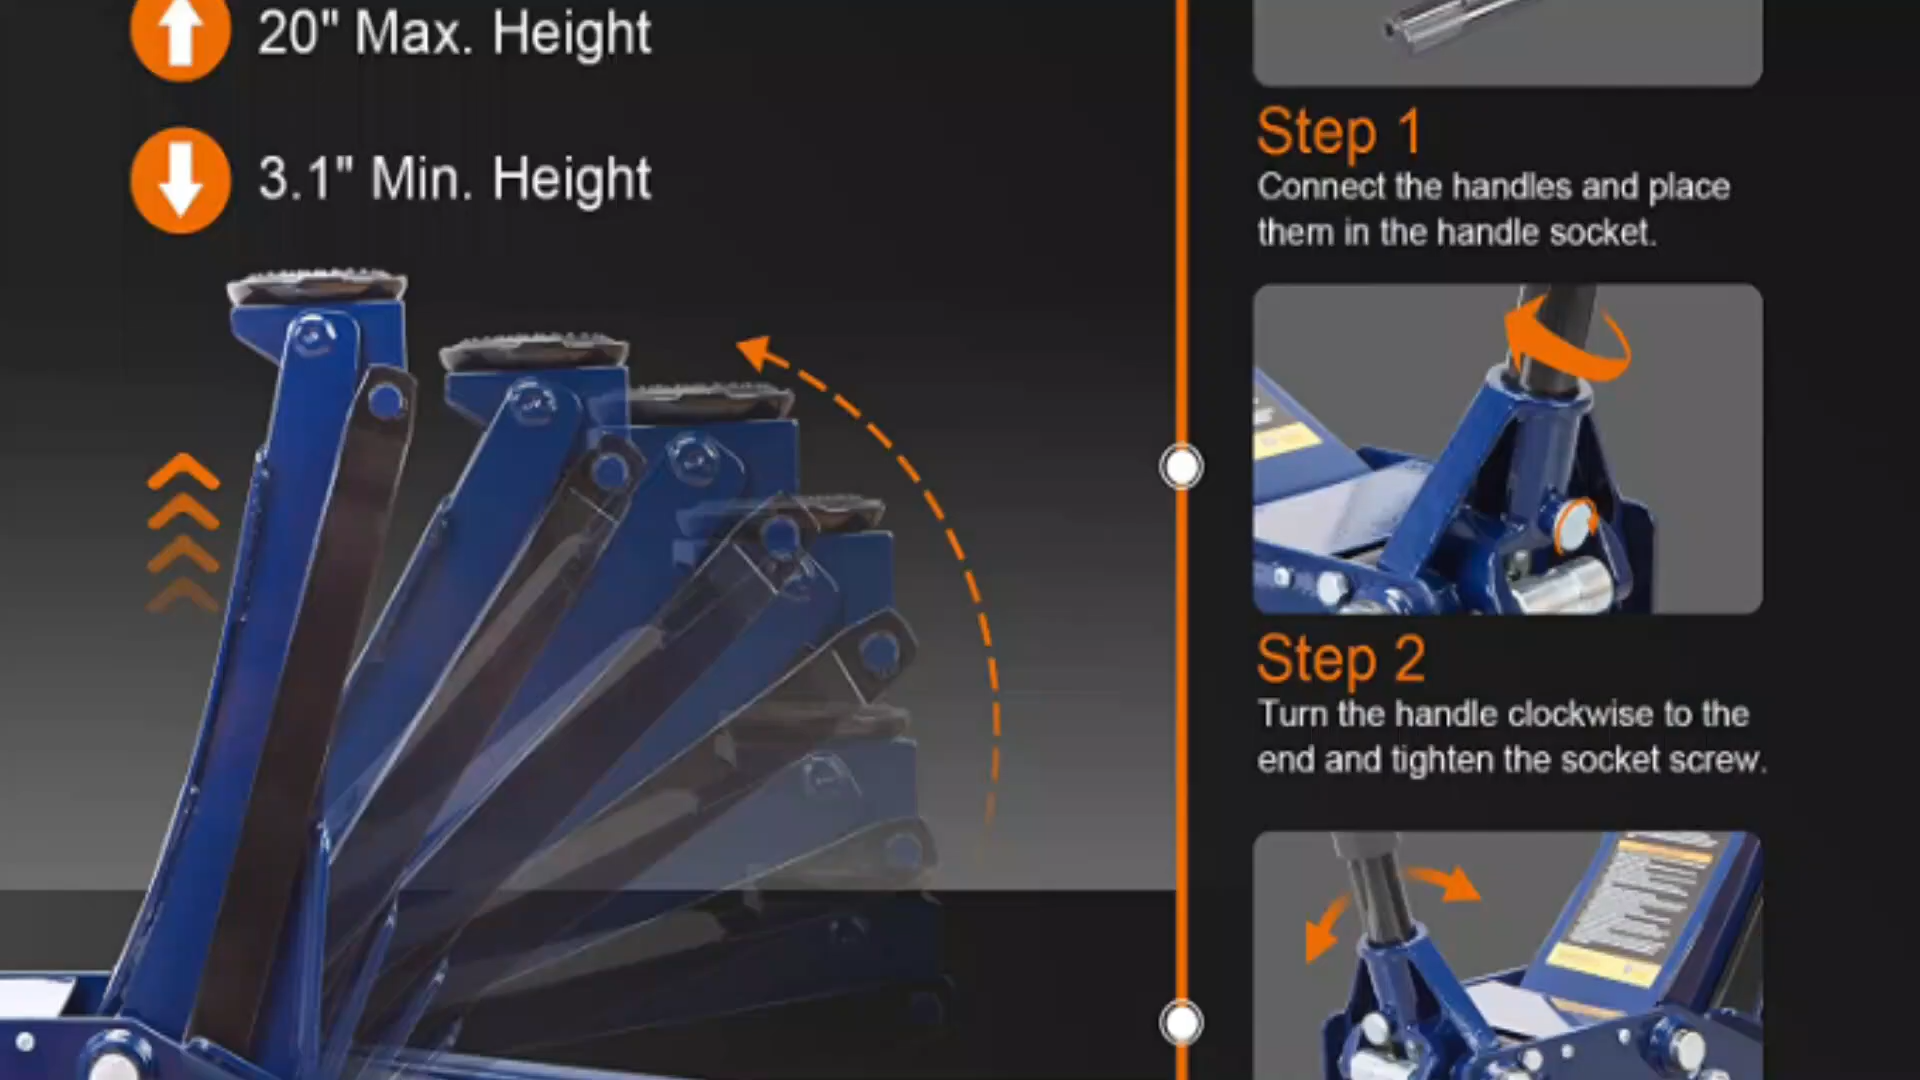 20" Max. Height
3.1" Min. Height
Step 1
Connect the handles and place
them in the handle socket.
Step 2
Turn the handle clockwise to the
end and tighten the socket screw.